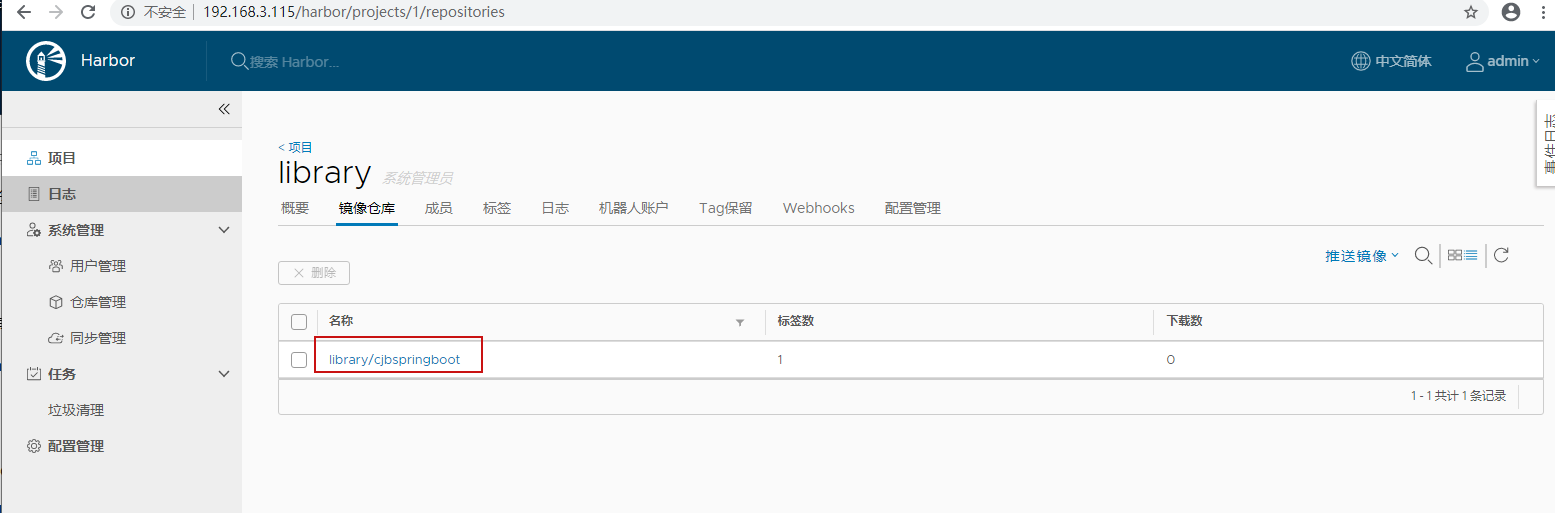 不安全 192.168.3.115/harbor/projects/1/repositories
Harbor 搜索 Harbor... 中文简体 admin
项目
日志
系统管理
用户管理
仓库管理
同步管理
任务
垃圾清理
配置管理
< 项目
library 系统管理员
概要 镜像仓库 成员 标签 日志 机器人账户 Tag保留 Webhooks 配置管理
推送镜像
删除
名称 标签数 下载数
library/cjbspringboot 1 0
1 - 1 共计 1 条记录
事件日志